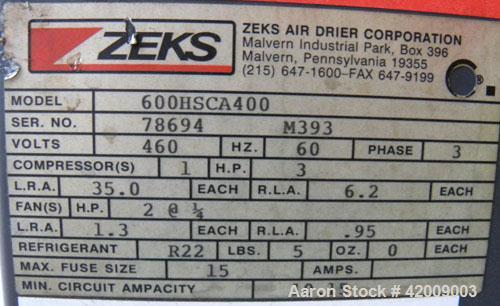 ZEKS
ZEKS AIR DRIER CORPORATION
Malvern Industrial Park, Box 396
Malvern, Pennsylvania 19355
(215) 647-1600–FAX 647-9199
MODEL 600HSCA400
SER. NO. 78694 M393
VOLTS 460 HZ. 60 PHASE 3
COMPRESSOR(S) 1 H.P. 3
L.R.A. 35.0 EACH R.L.A. 6.2 EACH
FAN(S) H.P. 2 @ ¼
L.R.A. 1.3 EACH R.L.A. .95 EACH
REFRIGERANT R22 LBS. 5 OZ. 0 EACH
MAX. FUSE SIZE 15 AMPS.
MIN. CIRCUIT AMPACITY
Aaron Stock # 42009003